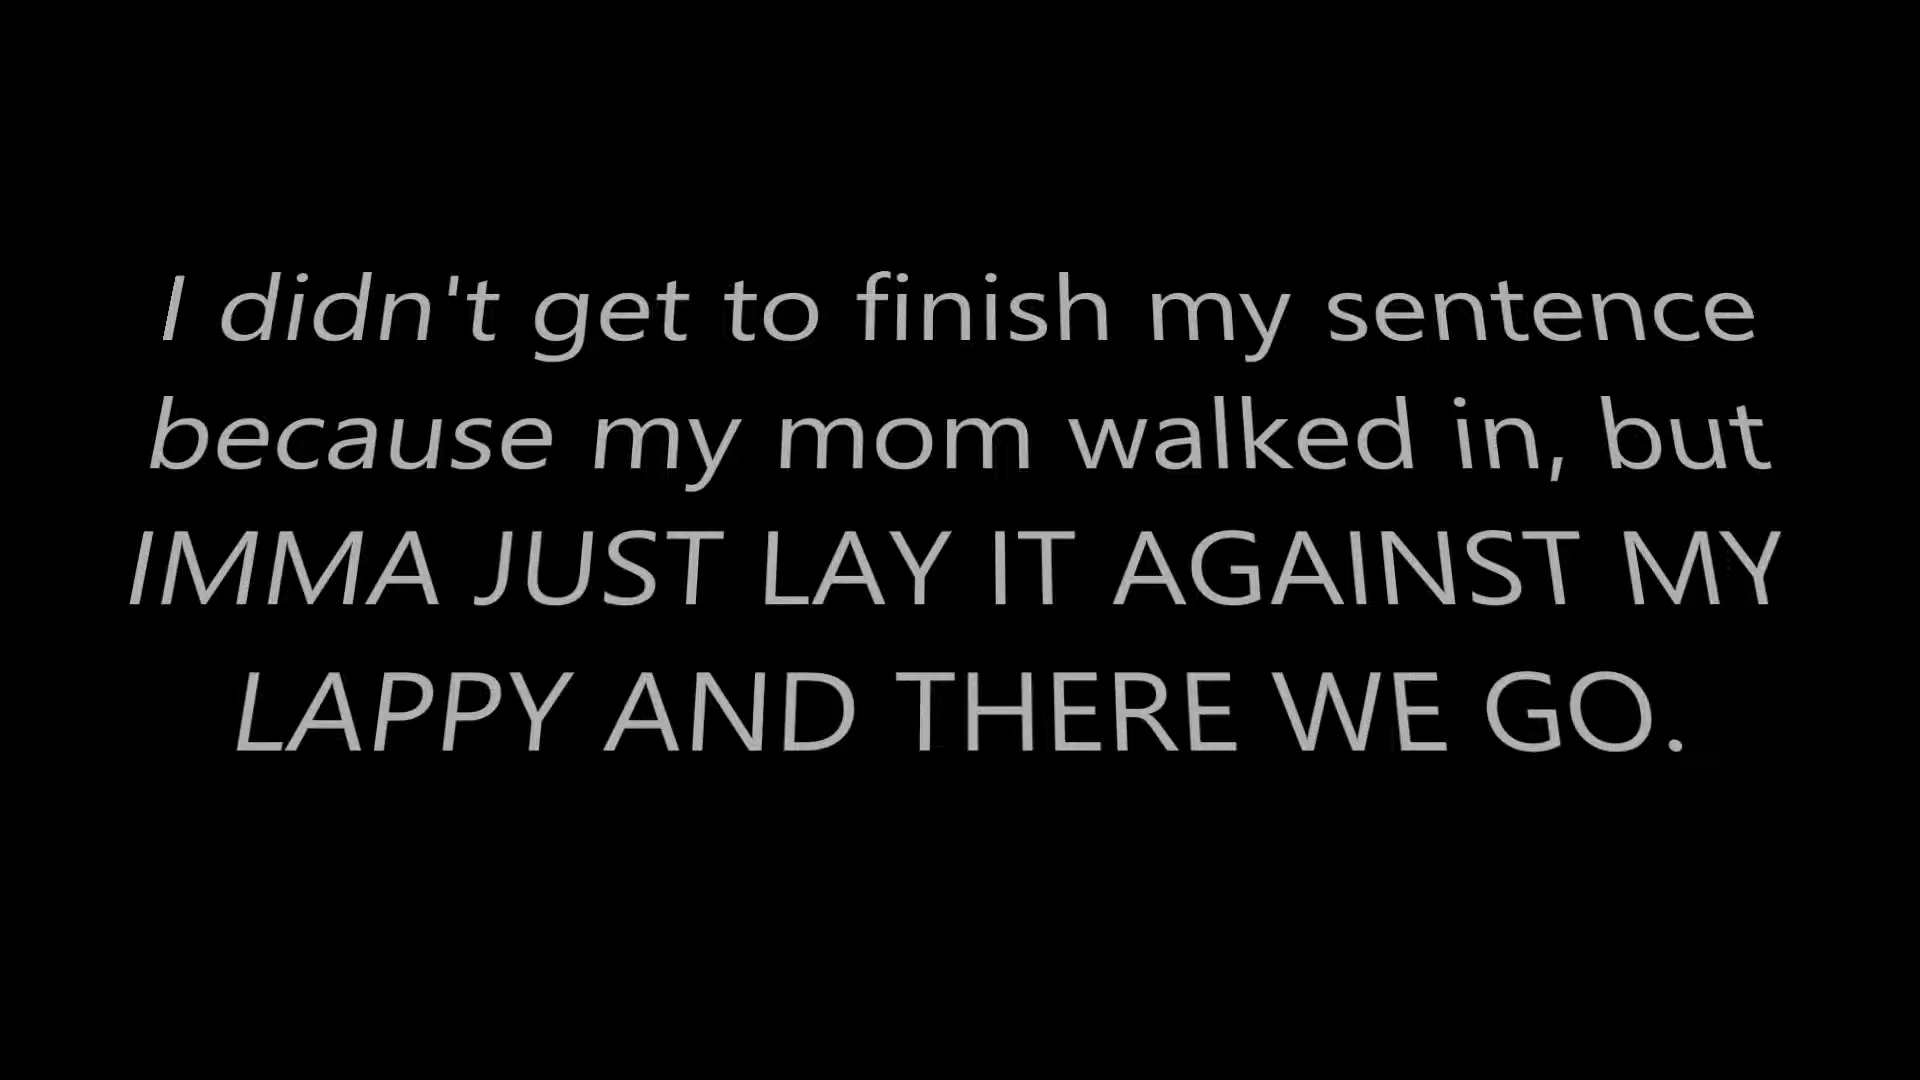 I didn't get to finish my sentence
because my mom walked in, but
IMMA JUST LAY IT AGAINST MY
LAPPY AND THERE WE GO.